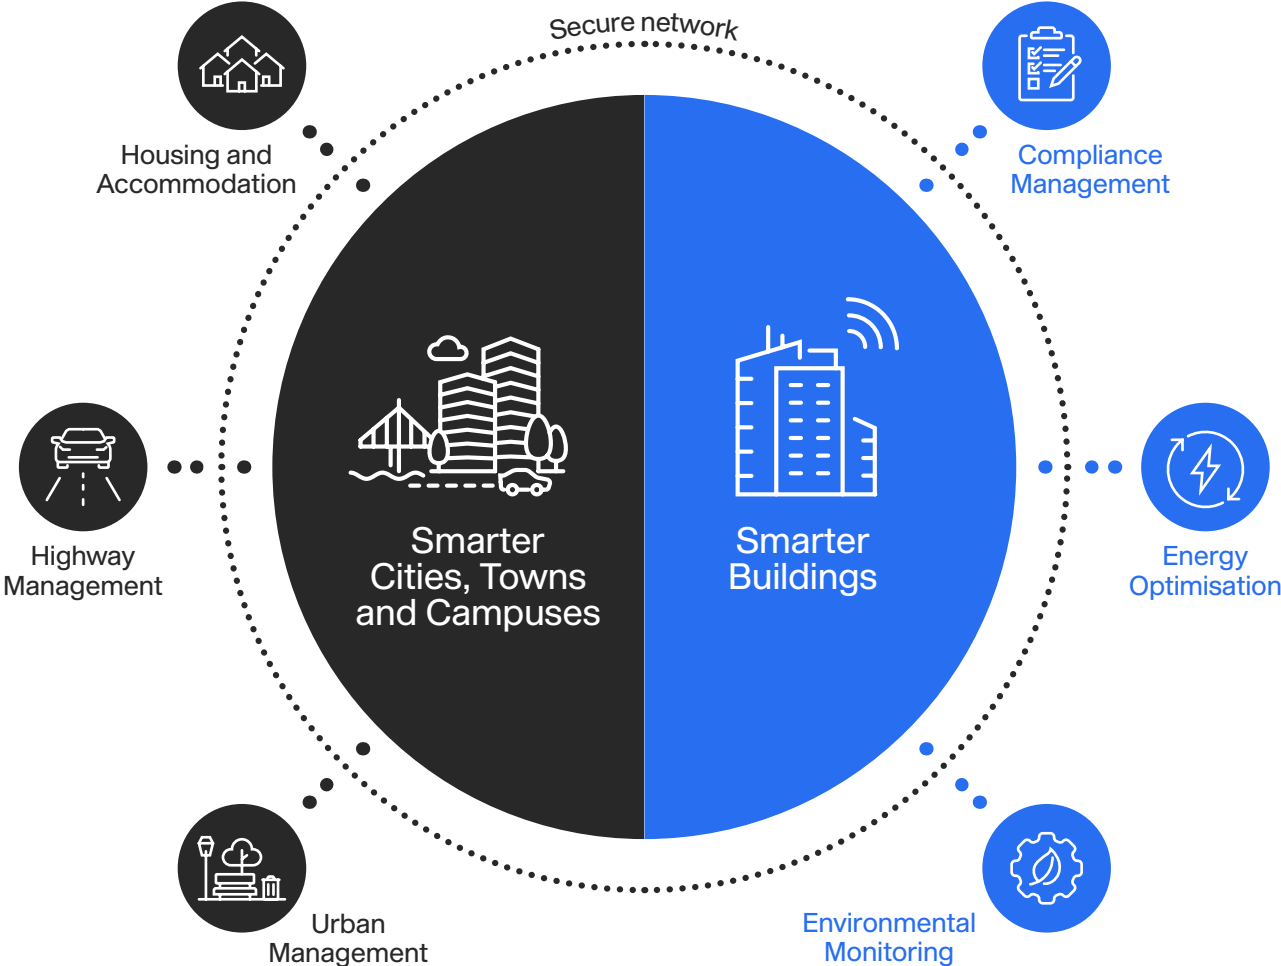 Secure network
Housing and
Accommodation
Compliance
Management
Highway
Management
Smarter
Cities, Towns
and Campuses
Smarter
Buildings
Energy
Optimisation
Urban
Management
Environmental
Monitoring